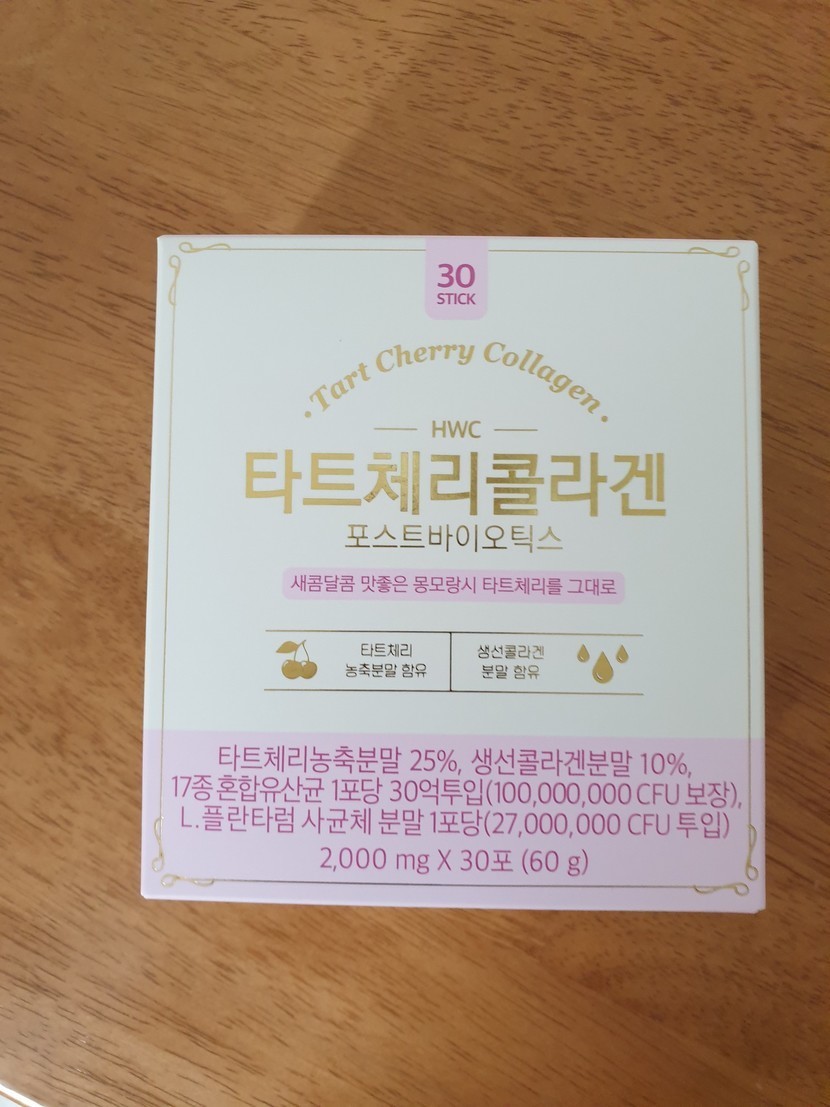 30
STICK
· Tart Cherry Collagen ·
HWC
타트체리콜라겐
포스트바이오틱스
새콤달콤 맛좋은 몽모랑시 타트체리를 그대로
타트체리
농축분말 함유
생선콜라겐
분말 함유
타트체리농축분말 25%, 생선콜라겐분말 10%,
17종 혼합유산균 1포당 30억투입(100,000,000 CFU 보장),
L.플란타럼 사균체 분말 1포당(27,000,000 CFU 투입)
2,000 mg X 30포 (60 g)